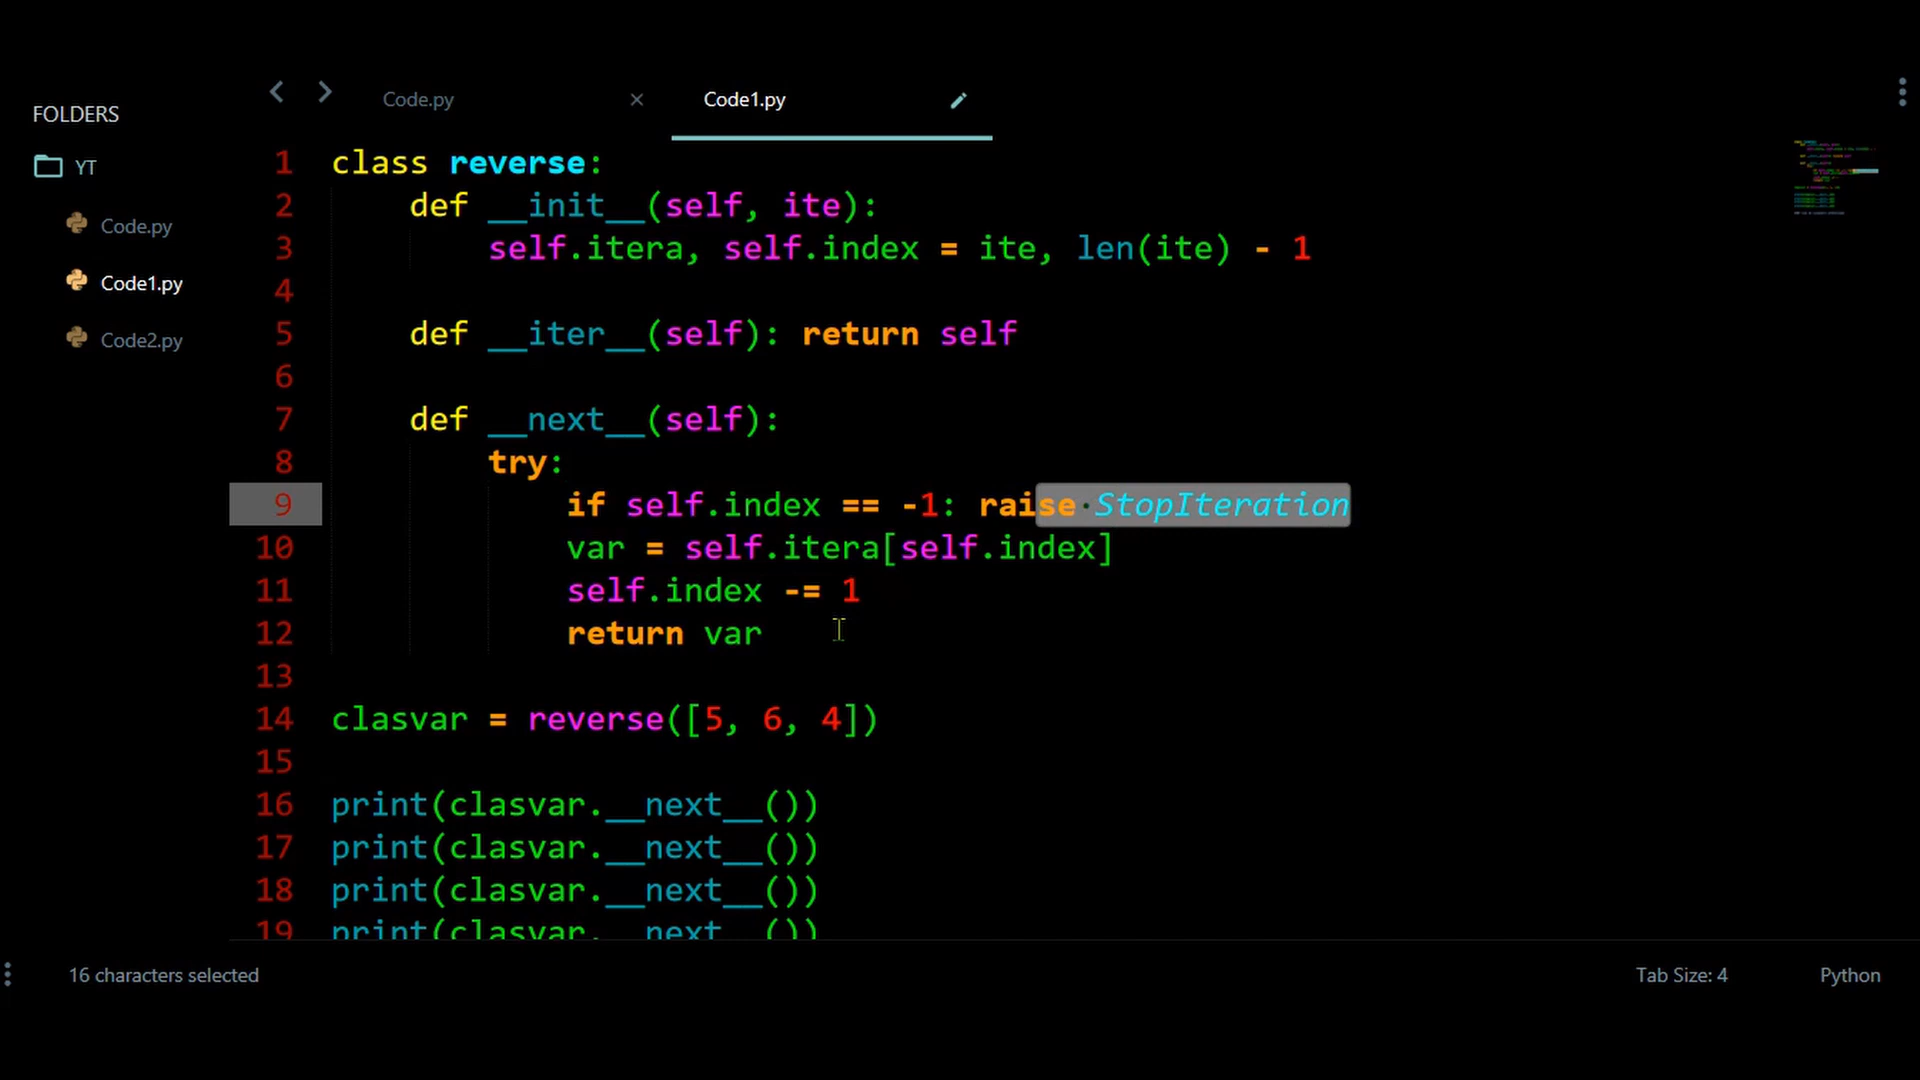 FOLDERS
YT
Code.py
Code1.py
Code2.py
Code.py × Code1.py
1 class reverse:
2     def __init__(self, ite):
3         self.itera, self.index = ite, len(ite) - 1
4
5     def __iter__(self): return self
6
7     def __next__(self):
8         try:
9             if self.index == -1: raise StopIteration
10             var = self.itera[self.index]
11             self.index -= 1
12             return var
13
14 clasvar = reverse([5, 6, 4])
15
16 print(clasvar.__next__())
17 print(clasvar.__next__())
18 print(clasvar.__next__())
19 print(clasvar.__next__())
16 characters selected
Tab Size: 4
Python